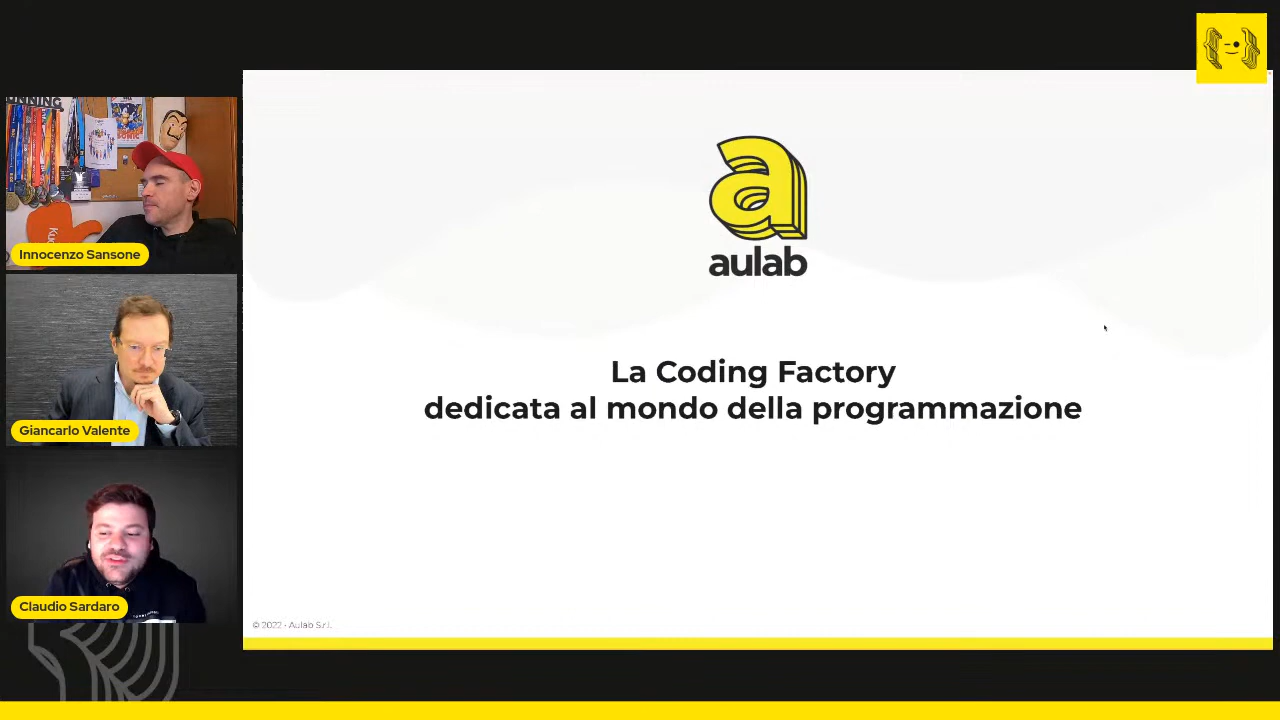 Innocenzo Sansone
Giancarlo Valente
Claudio Sardaro
aulab
La Coding Factory
dedicata al mondo della programmazione
© 2022 - Aulab S.r.l.